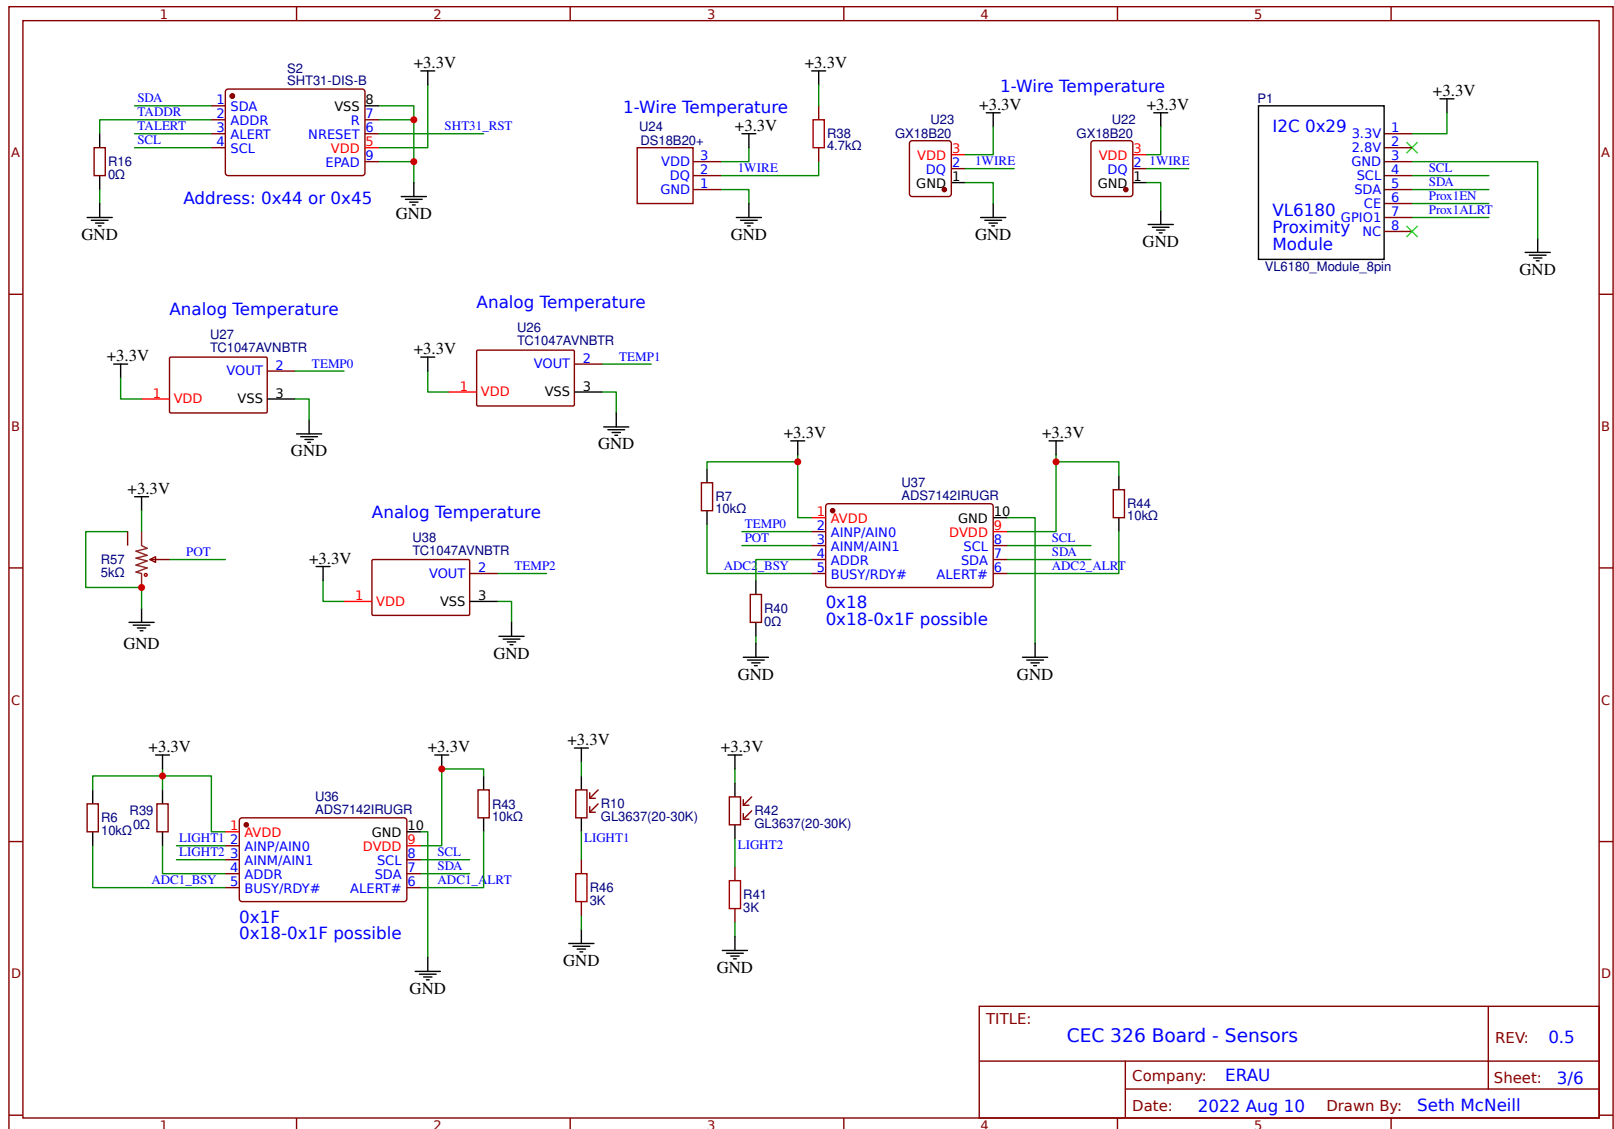 1
2
3
4
5
A
B
C
D
A
B
C
D
1
2
3
4
5
S2
SHT31-DIS-B
+3.3V
SDA
TADDR
TALERT
SCL
1
2
3
4
SDA
ADDR
ALERT
SCL
VSS
R
NRESET
VDD
EPAD
8
7
6
5
9
SHT31_RST
R16
0Ω
GND
GND
Address: 0x44 or 0x45
1-Wire Temperature
U24
DS18B20+
+3.3V
VDD 3
DQ 2
GND 1
1WIRE
GND
+3.3V
R38
4.7kΩ
1-Wire Temperature
U23
GX18B20
+3.3V
VDD 3
DQ 2
GND 1
1WIRE
GND
U22
GX18B20
+3.3V
VDD 3
DQ 2
GND 1
1WIRE
GND
P1
I2C 0x29
3.3V 1
2.8V 2
GND 3
SCL 4
SDA 5
CE 6
GPIO1 7
NC 8
VL6180
Proximity
Module
VL6180_Module_8pin
+3.3V
SCL
SDA
Prox1EN
Prox1ALRT
GND
Analog Temperature
U27
TC1047AVNBTR
+3.3V
1 VDD
VOUT 2
VSS 3
TEMP0
GND
Analog Temperature
U26
TC1047AVNBTR
+3.3V
1 VDD
VOUT 2
VSS 3
TEMP1
GND
+3.3V
R57
5kΩ
POT
GND
Analog Temperature
U38
TC1047AVNBTR
+3.3V
1 VDD
VOUT 2
VSS 3
TEMP2
GND
+3.3V
+3.3V
R7
10kΩ
U37
ADS7142IRUGR
R44
10kΩ
TEMP0
POT
ADC2_BSY
1 AVDD
2 AINP/AIN0
3 AINM/AIN1
4 ADDR
5 BUSY/RDY#
GND 10
DVDD 9
SCL 8
SDA 7
ALERT# 6
SCL
SDA
ADC2_ALRT
R40
0Ω
0x18
0x18-0x1F possible
GND
GND
+3.3V
+3.3V
R6
10kΩ
R39
0Ω
U36
ADS7142IRUGR
R43
10kΩ
LIGHT1
LIGHT2
ADC1_BSY
1 AVDD
2 AINP/AIN0
3 AINM/AIN1
4 ADDR
5 BUSY/RDY#
GND 10
DVDD 9
SCL 8
SDA 7
ALERT# 6
SCL
SDA
ADC1_ALRT
0x1F
0x18-0x1F possible
GND
+3.3V
R10
GL3637(20-30K)
LIGHT1
R46
3K
GND
+3.3V
R42
GL3637(20-30K)
LIGHT2
R41
3K
GND
TITLE:
CEC 326 Board - Sensors
REV: 0.5
Company: ERAU
Sheet: 3/6
Date: 2022 Aug 10 Drawn By: Seth McNeill